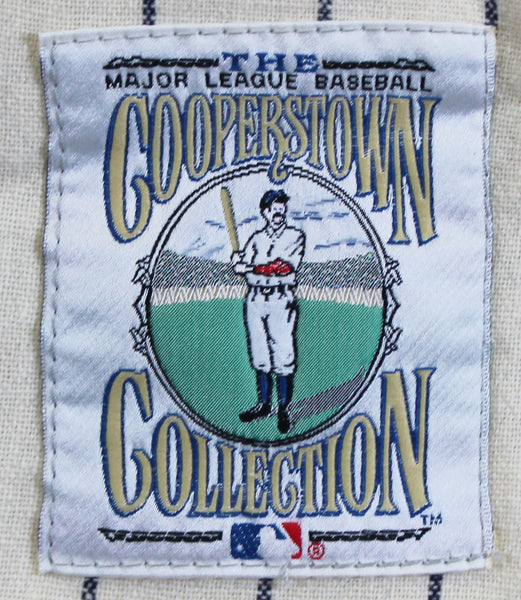 THE
MAJOR LEAGUE BASEBALL
COOPERSTOWN
COLLECTION
TM
®